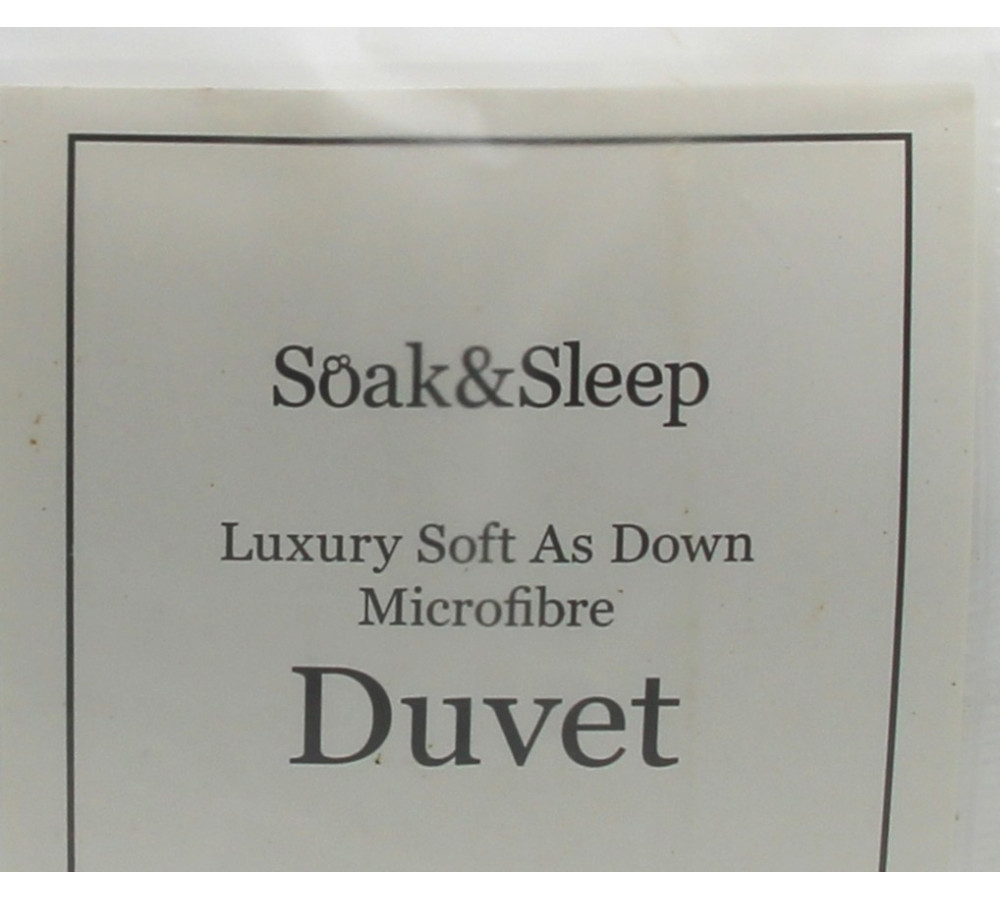 Soak&Sleep
Luxury Soft As Down
Microfibre
Duvet